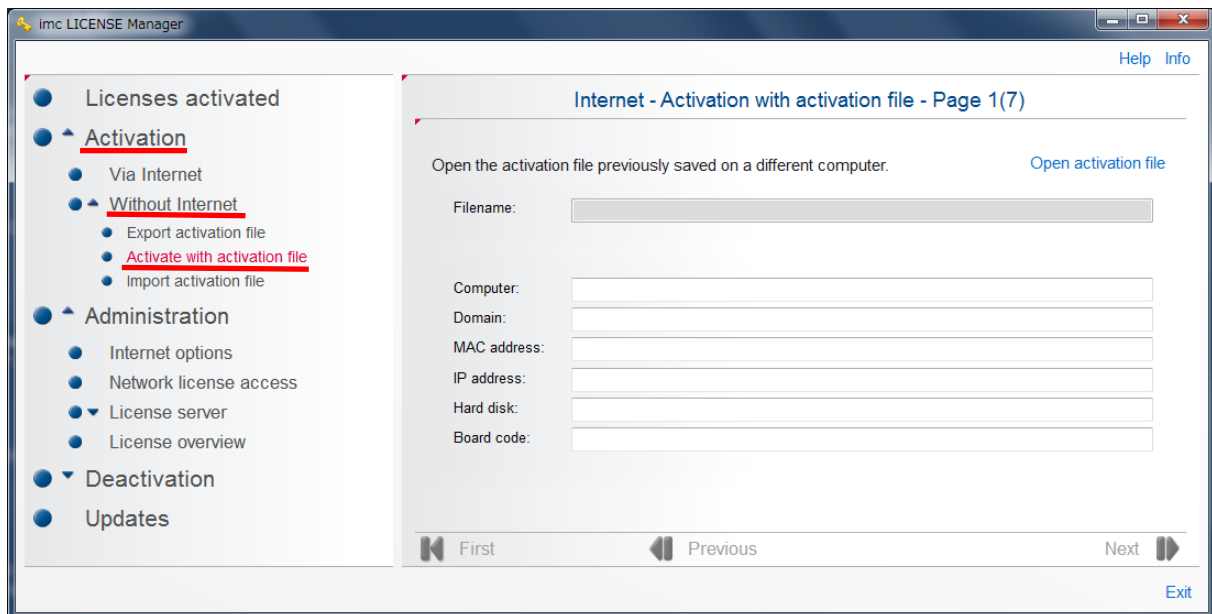 imc LICENSE Manager
Help Info
Licenses activated
Activation
Via Internet
Without Internet
Export activation file
Activate with activation file
Import activation file
Administration
Internet options
Network license access
License server
License overview
Deactivation
Updates
Internet - Activation with activation file - Page 1(7)
Open the activation file previously saved on a different computer.
Open activation file
Filename:
Computer:
Domain:
MAC address:
IP address:
Hard disk:
Board code:
First Previous Next
Exit